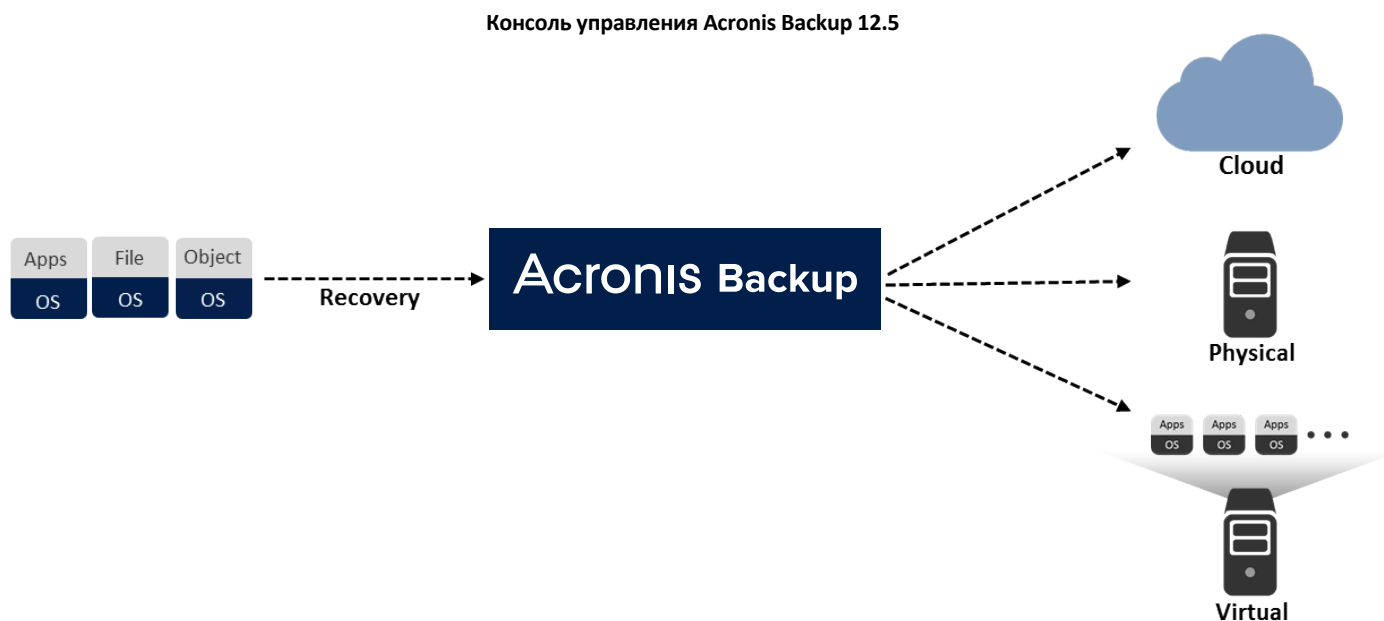 Консоль управления Acronis Backup 12.5
Cloud
Apps
OS
File
OS
Object
OS
Recovery
Acronis Backup
Physical
Apps
OS
Apps
OS
Apps
OS
Virtual